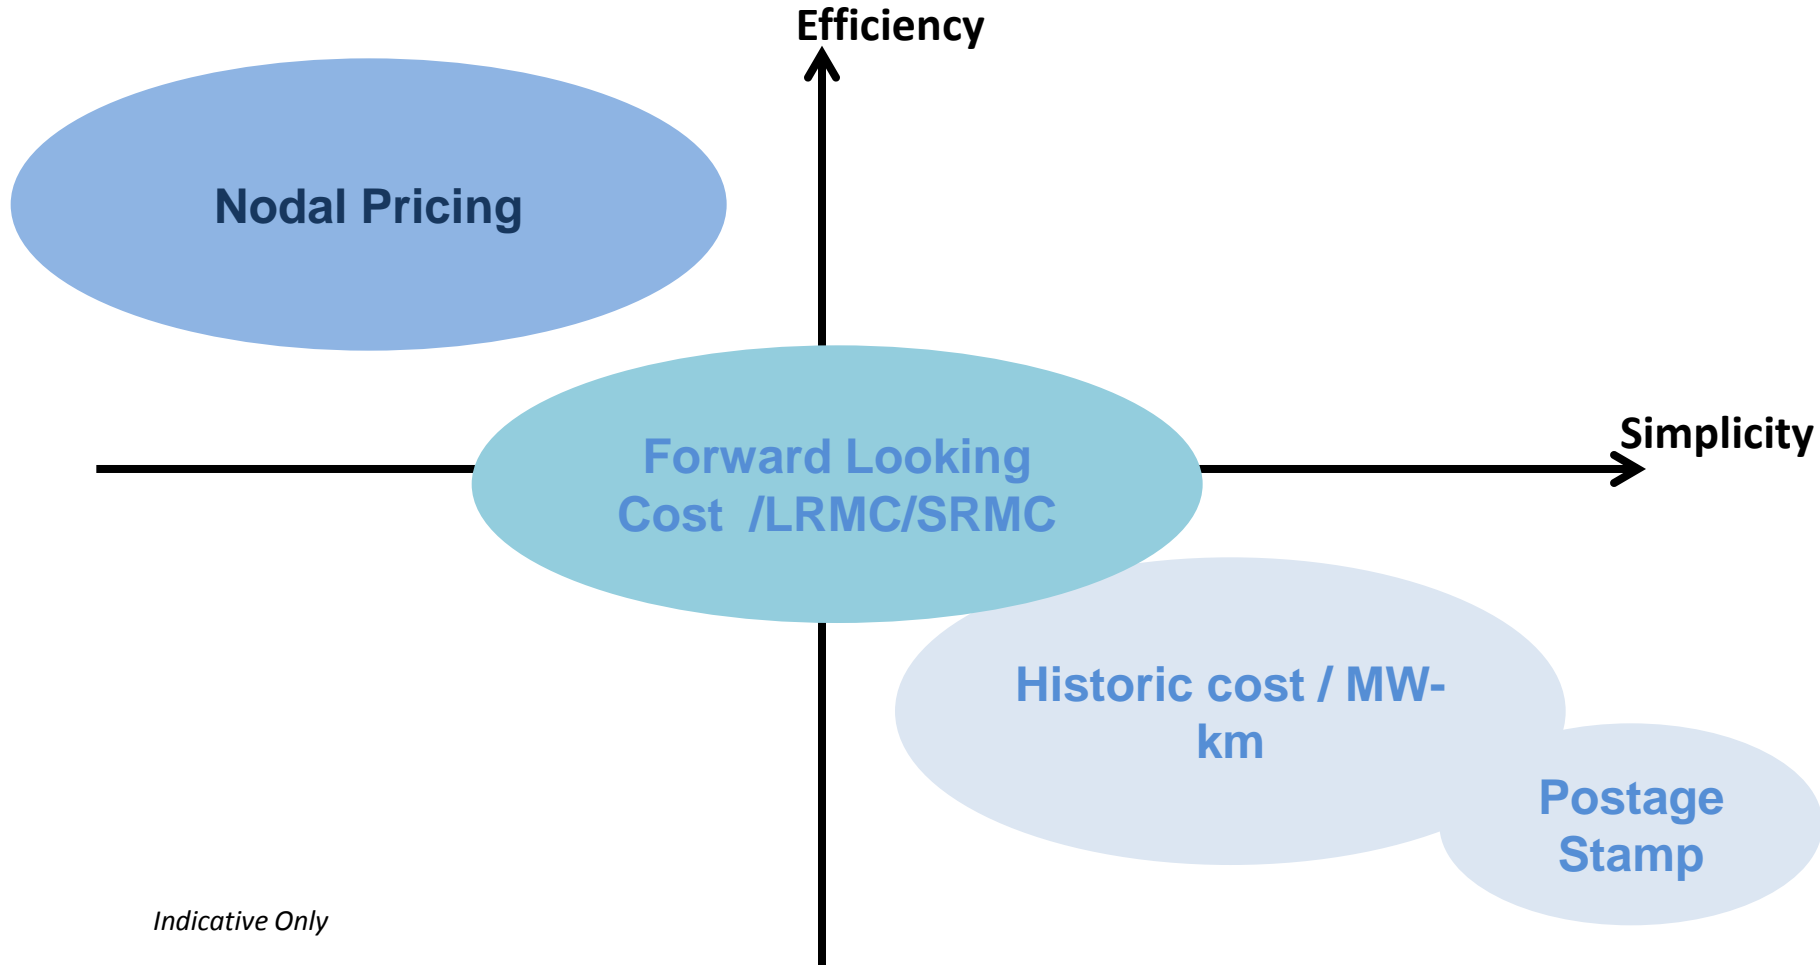 Efficiency
Nodal Pricing
Simplicity
Forward Looking
Cost  /LRMC/SRMC
Historic cost / MW-
km
Postage
Stamp
Indicative Only